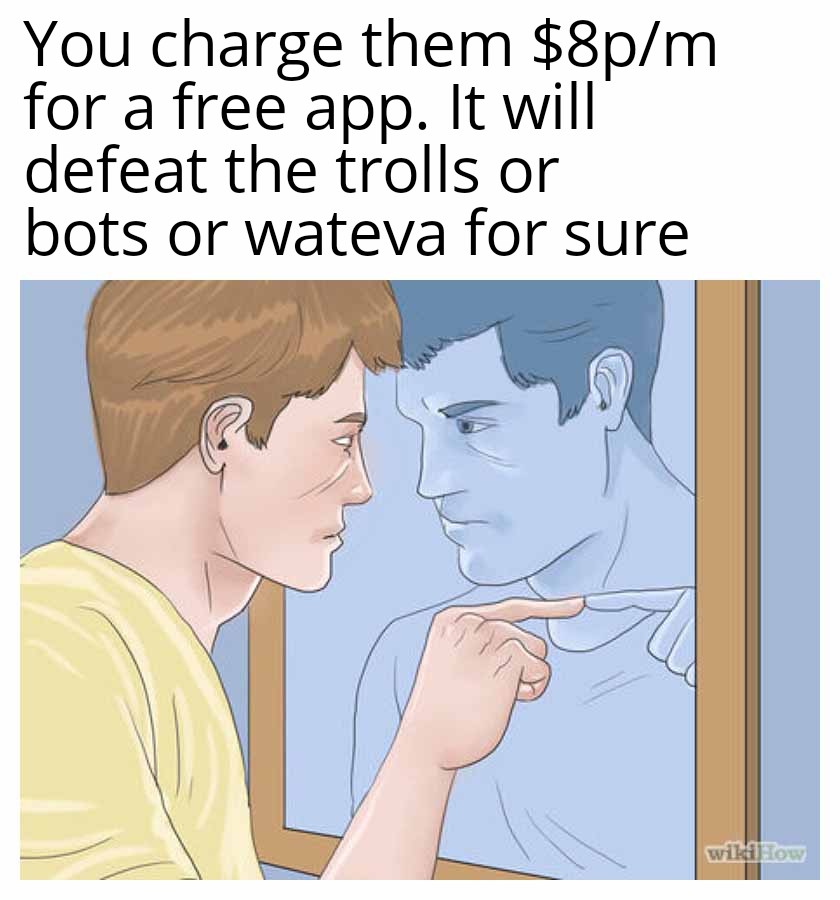 You charge them $8p/m
for a free app. It will
defeat the trolls or
bots or wateva for sure
wikiHow